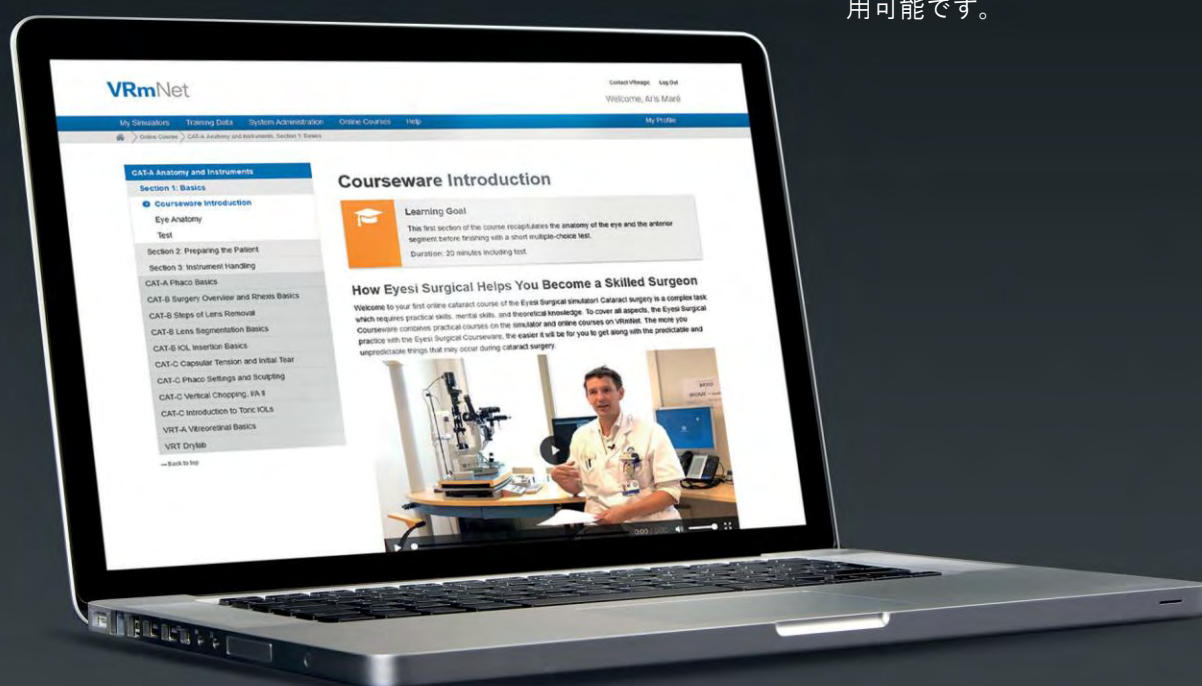 用可能です。
VRmNet
Contact VRmagic Log Out
Welcome, Aris Maré
My Simulators Training Data System Administration Online Courses Help My Profile
Online Course CAT-A Anatomy and Instruments, Section 1: Basics
CAT-A Anatomy and Instruments
Section 1: Basics
Courseware Introduction
Eye Anatomy
Test
Section 2: Preparing the Patient
Section 3: Instrument Handling
CAT-A Phaco Basics
CAT-B Surgery Overview and Rhexis Basics
CAT-B Steps of Lens Removal
CAT-B Lens Segmentation Basics
CAT-B IOL Insertion Basics
CAT-C Capsular Tension and Initial Tear
CAT-C Phaco Settings and Sculpting
CAT-C Vertical Chopping, I/A II
CAT-C Introduction to Toric IOLs
VRT-A Vitreoretinal Basics
VRT Drylab
Back to top
Courseware Introduction
Learning Goal
This first section of the course recapitulates the anatomy of the eye and the anterior
segment before finishing with a short multiple-choice test.
Duration: 20 minutes including test.
How Eyesi Surgical Helps You Become a Skilled Surgeon
Welcome to your first online cataract course of the Eyesi Surgical simulator! Cataract surgery is a complex task
which requires practical skills, mental skills, and theoretical knowledge. To cover all aspects, the Eyesi Surgical
Courseware combines practical courses on the simulator and online courses on VRmNet. The more you
practice with the Eyesi Surgical Courseware, the easier it will be for you to get along with the predictable and
unpredictable things that may occur during cataract surgery.
0:00